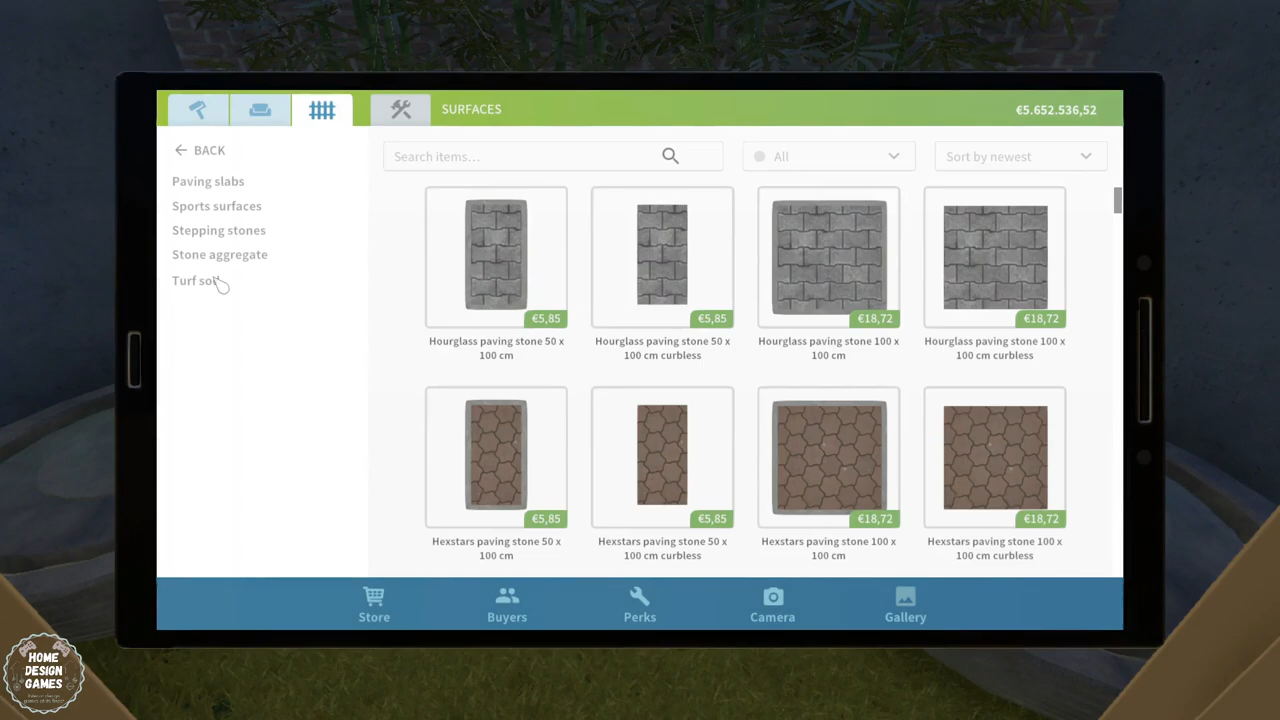 SURFACES
€5.652.536,52
BACK
Search items...
All
Sort by newest
Paving slabs
Sports surfaces
Stepping stones
Stone aggregate
Turf
€5,85
€5,85
€18,72
€18,72
Hourglass paving stone 50 x
100 cm
Hourglass paving stone 50 x
100 cm curbless
Hourglass paving stone 100 x
100 cm
Hourglass paving stone 100 x
100 cm curbless
€5,85
€5,85
€18,72
€18,72
Hexstars paving stone 50 x
100 cm
Hexstars paving stone 50 x
100 cm curbless
Hexstars paving stone 100 x
100 cm
Hexstars paving stone 100 x
100 cm curbless
Store
Buyers
Perks
Camera
Gallery
HOME
DESIGN
GAMES